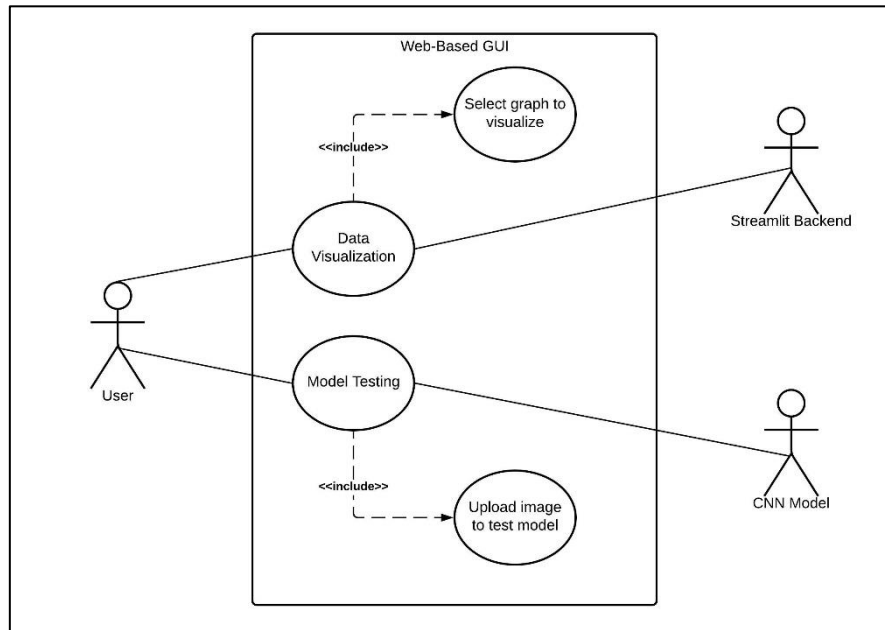 Web-Based GUI
Select graph to
visualize
<<include>>
Streamlit Backend
Data
Visualization
User
Model Testing
CNN Model
<<include>>
Upload image
to test model